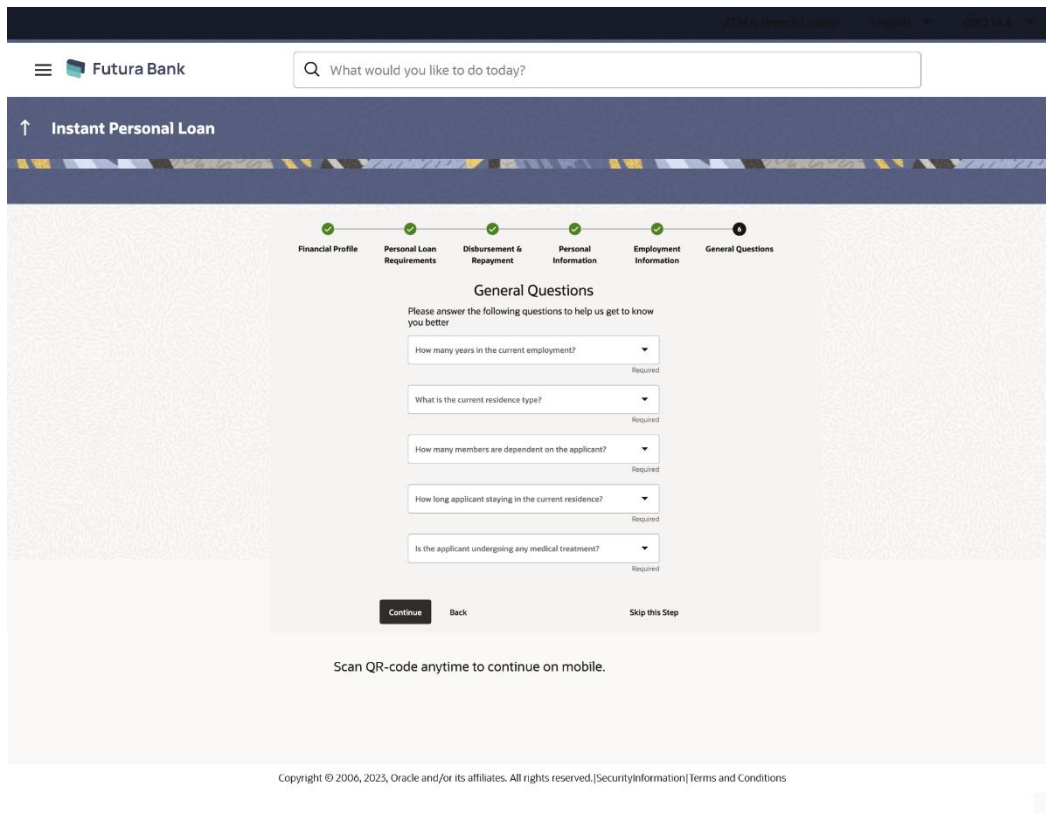 ATM & Branch Locator English
Futura Bank
What would you like to do today?
Instant Personal Loan
6
Financial Profile
Personal Loan
Requirements
Disbursement &
Repayment
Personal
Information
Employment
Information
General Questions
General Questions
Please answer the following questions to help us get to know
you better
How many years in the current employment?
Required
What is the current residence type?
Required
How many members are dependent on the applicant?
Required
How long applicant staying in the current residence?
Required
Is the applicant undergoing any medical treatment?
Required
Continue Back Skip this Step
Scan QR-code anytime to continue on mobile.
Copyright © 2006, 2023, Oracle and/or its affiliates. All rights reserved.|SecurityInformation|Terms and Conditions